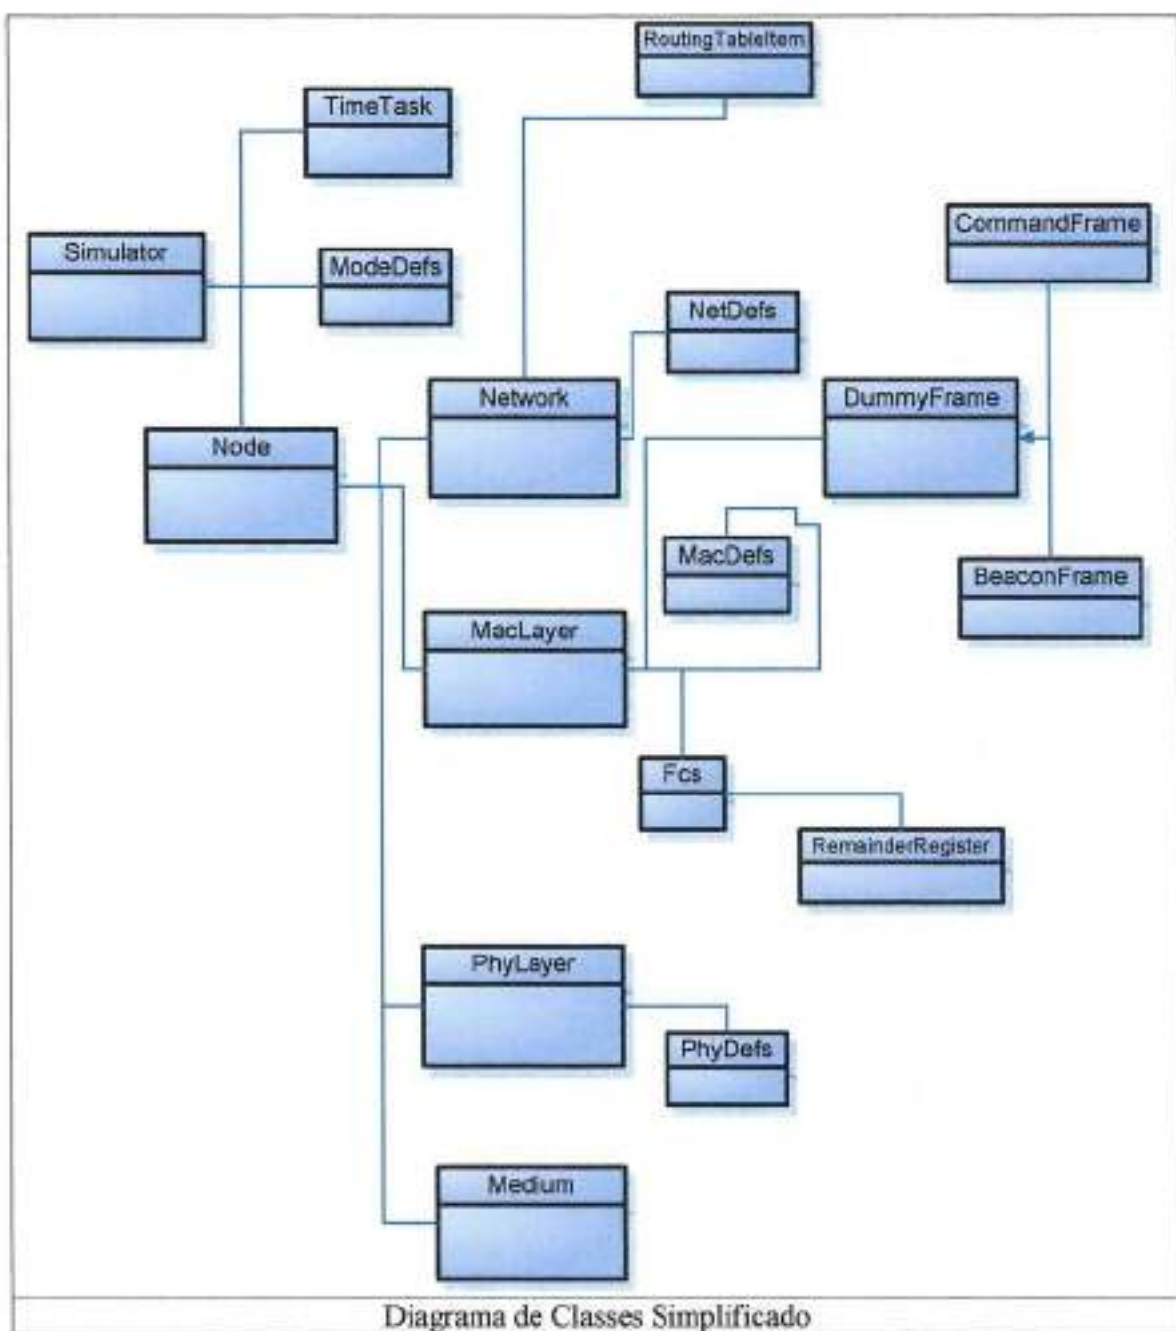 RoutingTableItem
TimeTask
CommandFrame
Simulator
ModeDefs
NetDefs
Network
DummyFrame
Node
MacDefs
BeaconFrame
MacLayer
Fcs
RemainderRegister
PhyLayer
PhyDefs
Medium
Diagrama de Classes Simplificado